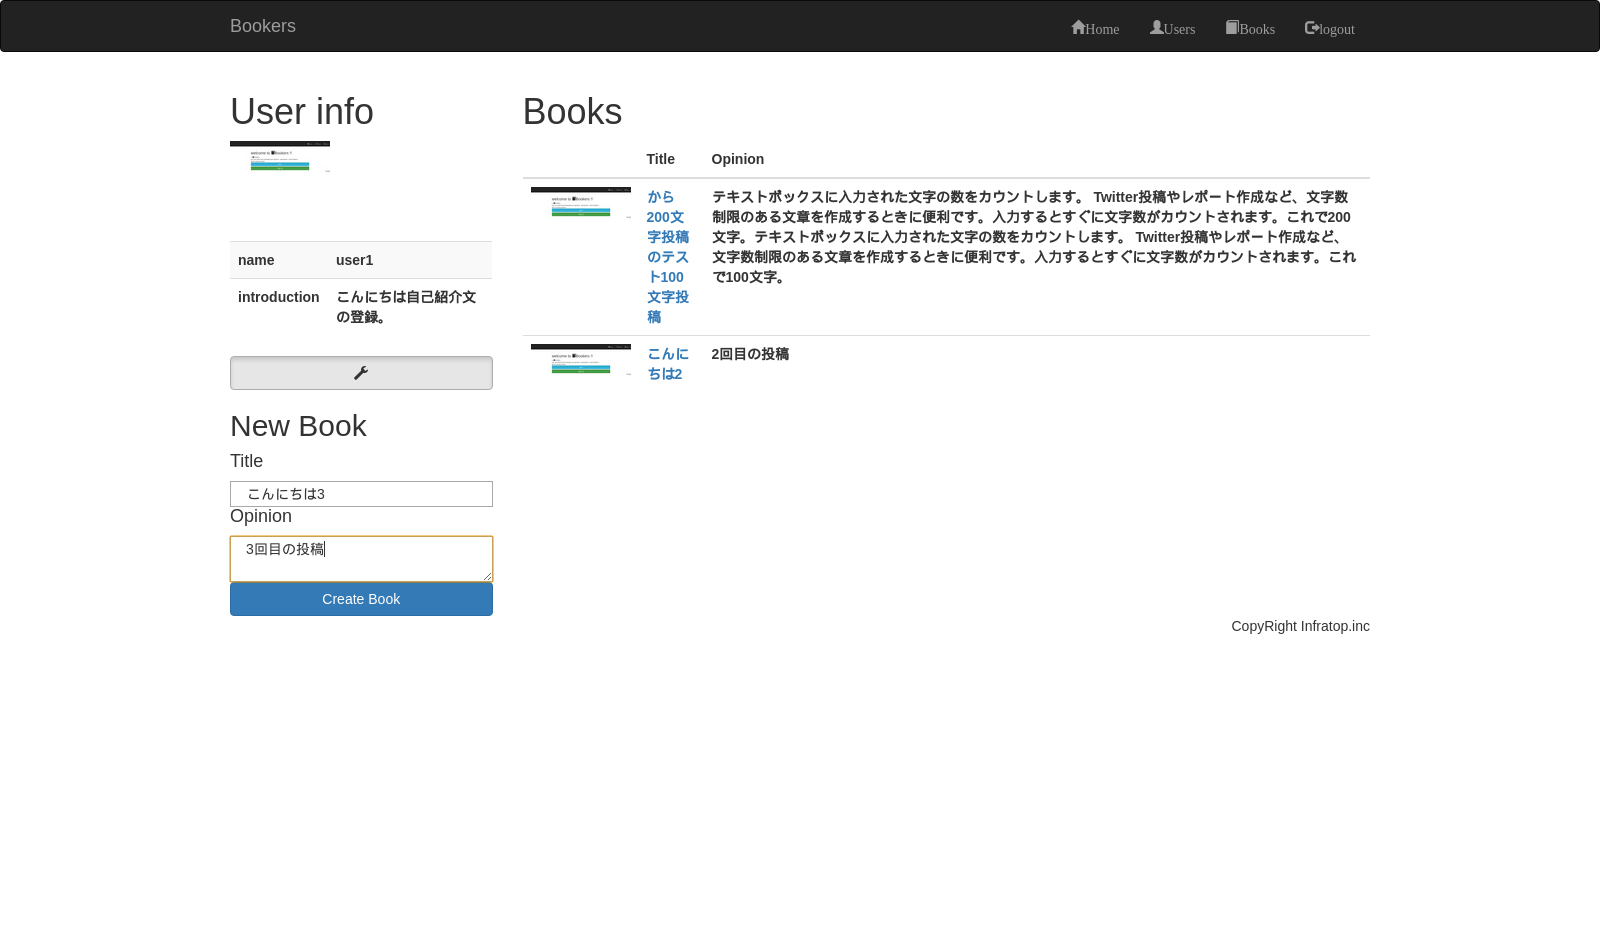 Bookers
Home Users Books logout
User info
name user1
introduction こんにちは自己紹介文
の登録。
New Book
Title
こんにちは3
Opinion
3回目の投稿
Create Book
Books
Title Opinion
から
200文
字投稿
のテス
ト100
文字投
稿
テキストボックスに入力された文字の数をカウントします。 Twitter投稿やレポート作成など、文字数
制限のある文章を作成するときに便利です。入力するとすぐに文字数がカウントされます。これで200
文字。テキストボックスに入力された文字の数をカウントします。 Twitter投稿やレポート作成など、
文字数制限のある文章を作成するときに便利です。入力するとすぐに文字数がカウントされます。これ
で100文字。
こんに
ちは2
2回目の投稿
CopyRight Infratop.inc